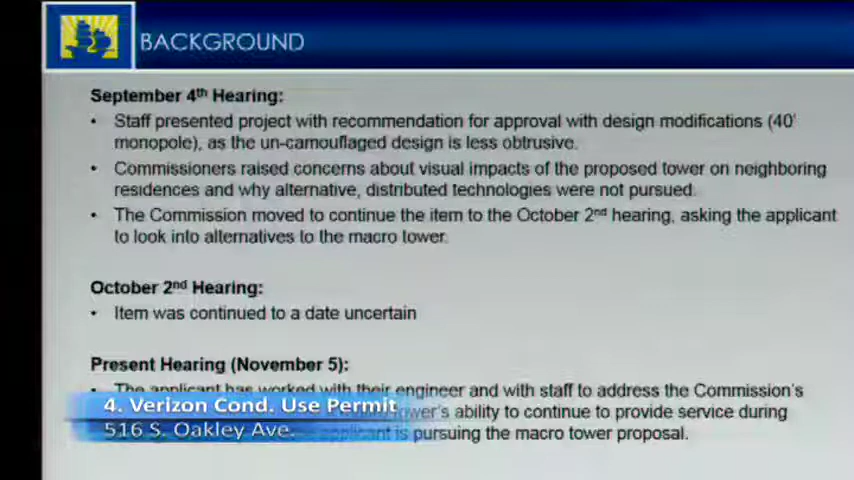 BACKGROUND
September 4th Hearing:
• Staff presented project with recommendation for approval with design modifications (40'
monopole), as the un-camouflaged design is less obtrusive.
• Commissioners raised concerns about visual impacts of the proposed tower on neighboring
residences and why alternative, distributed technologies were not pursued.
• The Commission moved to continue the item to the October 2nd hearing, asking the applicant
to look into alternatives to the macro tower.
October 2nd Hearing:
• Item was continued to a date uncertain
Present Hearing (November 5):
• The applicant has worked with their engineer and with staff to address the Commission's
tower's ability to continue to provide service during
applicant is pursuing the macro tower proposal.
4. Verizon Cond. Use Permit
516 S. Oakley Ave.